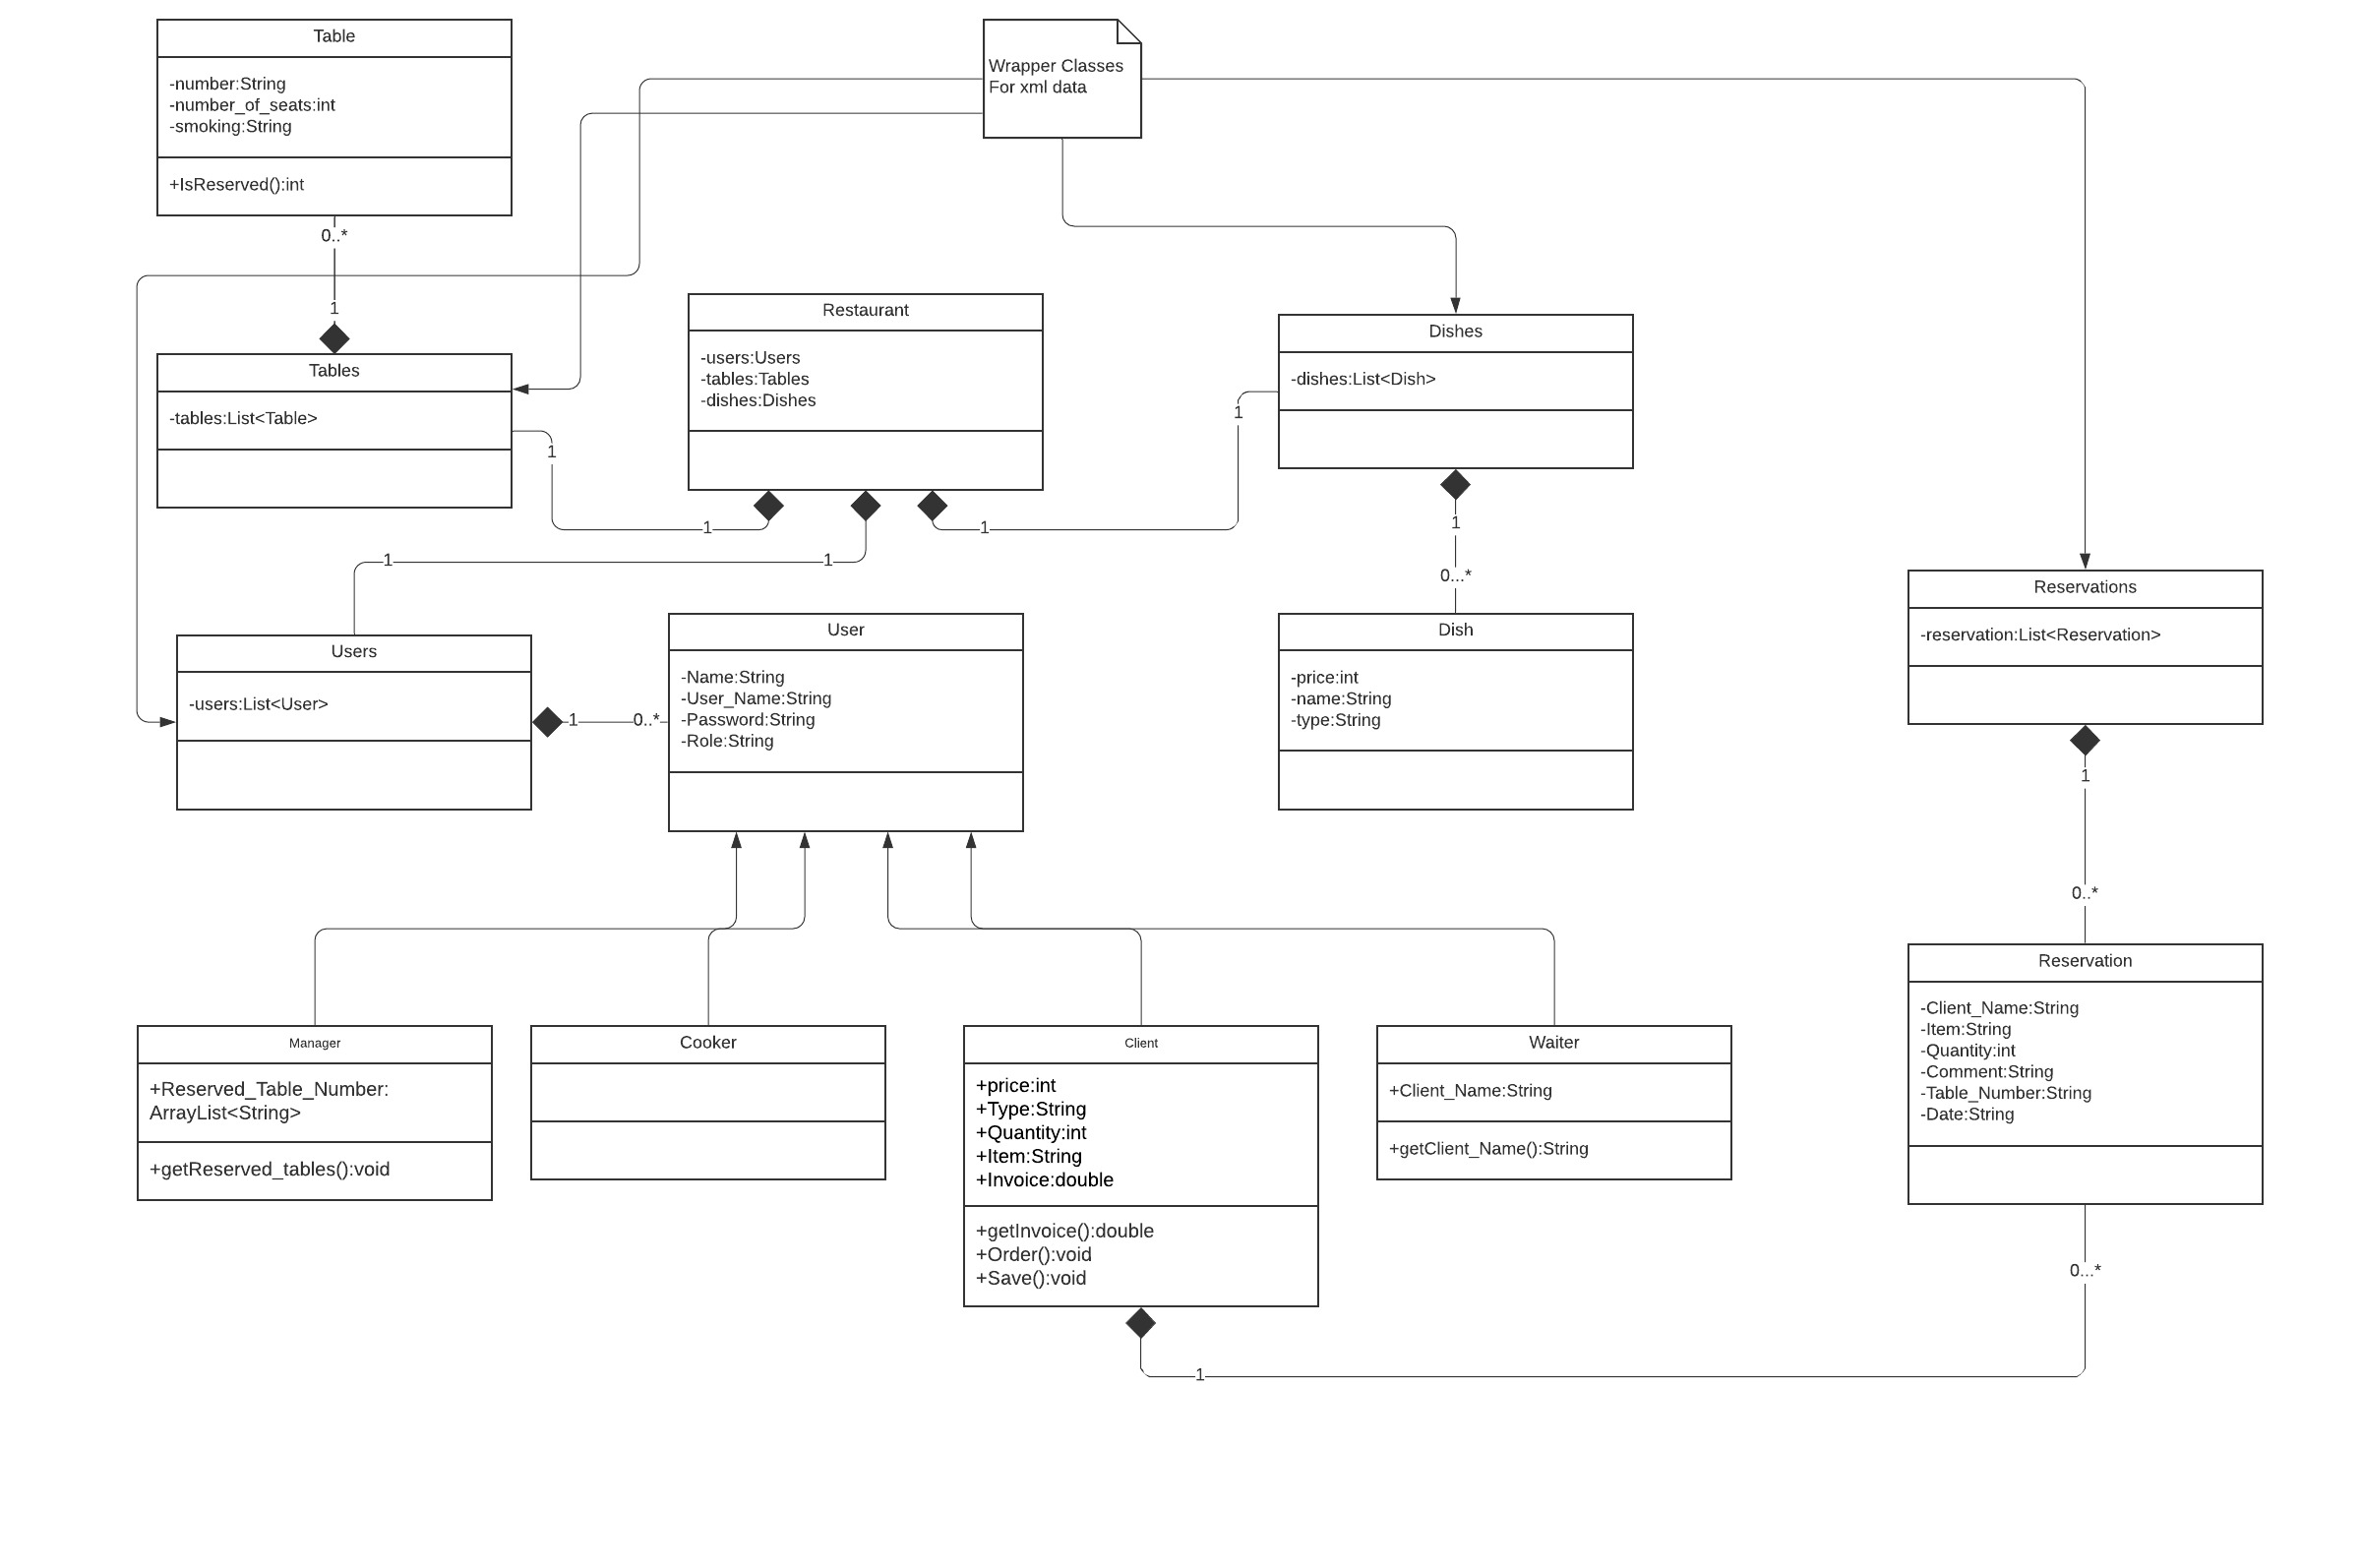 Table
-number:String
-number_of_seats:int
-smoking:String
+IsReserved():int
0..*
1
Wrapper Classes
For xml data
Tables
-tables:List<Table>
1
1
Restaurant
-users:Users
-tables:Tables
-dishes:Dishes
1
1
1
1
Dishes
-dishes:List<Dish>
1
0...*
Dish
-price:int
-name:String
-type:String
Users
-users:List<User>
1
0..*
User
-Name:String
-User_Name:String
-Password:String
-Role:String
Reservations
-reservation:List<Reservation>
1
0..*
Reservation
-Client_Name:String
-Item:String
-Quantity:int
-Comment:String
-Table_Number:String
-Date:String
0...*
Manager
+Reserved_Table_Number:
ArrayList<String>
+getReserved_tables():void
Cooker
Client
+price:int
+Type:String
+Quantity:int
+Item:String
+Invoice:double
+getInvoice():double
+Order():void
+Save():void
1
Waiter
+Client_Name:String
+getClient_Name():String